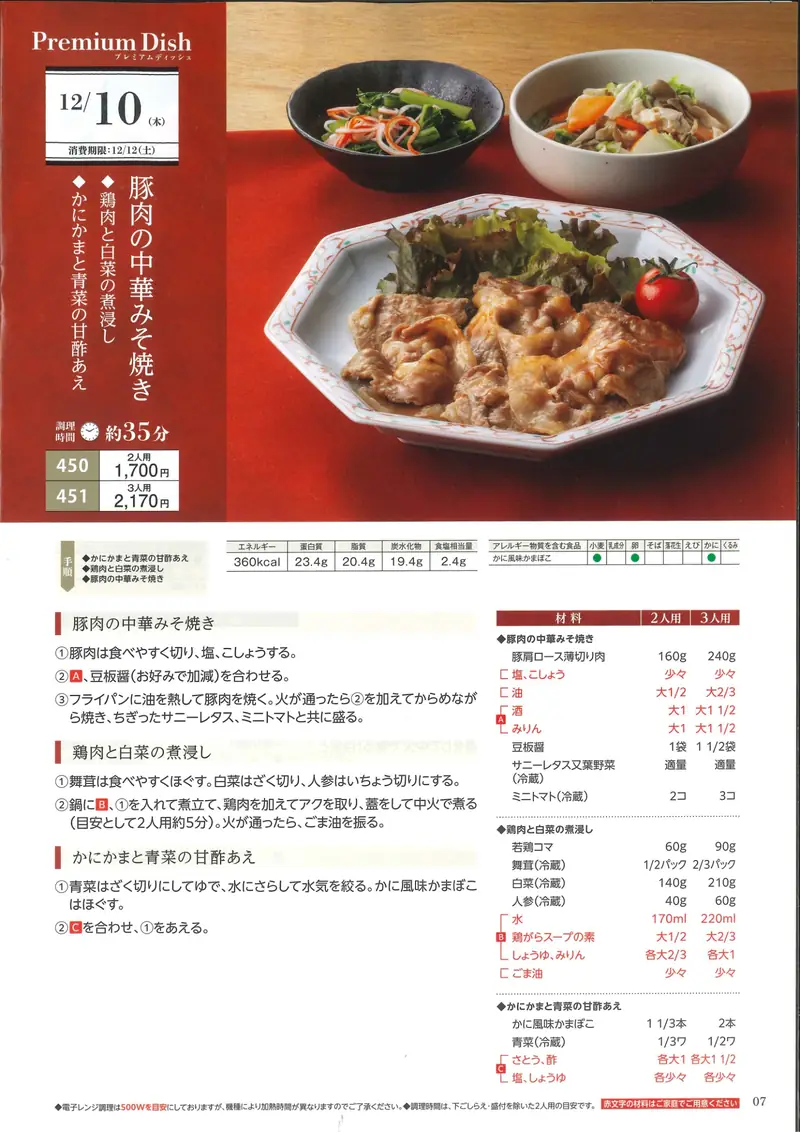 Premium Dish
プレミアムディッシュ
12/10(木)
消費期限:12/12(土)
豚肉の中華みそ焼き
◆鶏肉と白菜の煮浸し
◆かにかまと青菜の甘酢あえ
調理時間 約35分
450 2人用 1,700円
451 3人用 2,170円
手順
◆かにかまと青菜の甘酢あえ
◆鶏肉と白菜の煮浸し
◆豚肉の中華みそ焼き
エネルギー 蛋白質 脂質 炭水化物 食塩相当量
360kcal 23.4g 20.4g 19.4g 2.4g
アレルギー物質を含む食品 小麦 乳成分 卵 そば 落花生 えび かに くるみ
かに風味かまぼこ ● ● ●
豚肉の中華みそ焼き
①豚肉は食べやすく切り、塩、こしょうする。
②A、豆板醤(お好みで加減)を合わせる。
③フライパンに油を熱して豚肉を焼く。火が通ったら②を加えてからめなが
ら焼き、ちぎったサニーレタス、ミニトマトと共に盛る。
鶏肉と白菜の煮浸し
①舞茸は食べやすくほぐす。白菜はざく切り、人参はいちょう切りにする。
②鍋にB、①を入れて煮立て、鶏肉を加えてアクを取り、蓋をして中火で煮る
(目安として2人用約5分)。火が通ったら、ごま油を振る。
かにかまと青菜の甘酢あえ
①青菜はざく切りにしてゆで、水にさらして水気を絞る。かに風味かまぼこ
はほぐす。
②Cを合わせ、①をあえる。
材料 2人用 3人用
◆豚肉の中華みそ焼き
豚肩ロース薄切り肉 160g 240g
塩、こしょう 少々 少々
油 大1/2 大2/3
A
酒 大1 大1 1/2
みりん 大1 大1 1/2
豆板醤 1袋 1 1/2袋
サニーレタス又葉野菜 適量 適量
(冷蔵)
ミニトマト(冷蔵) 2コ 3コ
◆鶏肉と白菜の煮浸し
若鶏コマ 60g 90g
舞茸(冷蔵) 1/2パック 2/3パック
白菜(冷蔵) 140g 210g
人参(冷蔵) 40g 60g
水 170ml 220ml
B 鶏がらスープの素 大1/2 大2/3
しょうゆ、みりん 各大2/3 各大1
ごま油 少々 少々
◆かにかまと青菜の甘酢あえ
かに風味かまぼこ 1 1/3本 2本
青菜(冷蔵) 1/3ワ 1/2ワ
C
さとう、酢 各大1 各大1 1/2
塩、しょうゆ 各少々 各少々
◆電子レンジ調理は500Wを目安にしておりますが、機種により加熱時間が異なりますのでご了承ください。◆調理時間は、下ごしらえ・盛付を除いた2人用の目安です。 赤文字の材料はご家庭でご用意ください
07